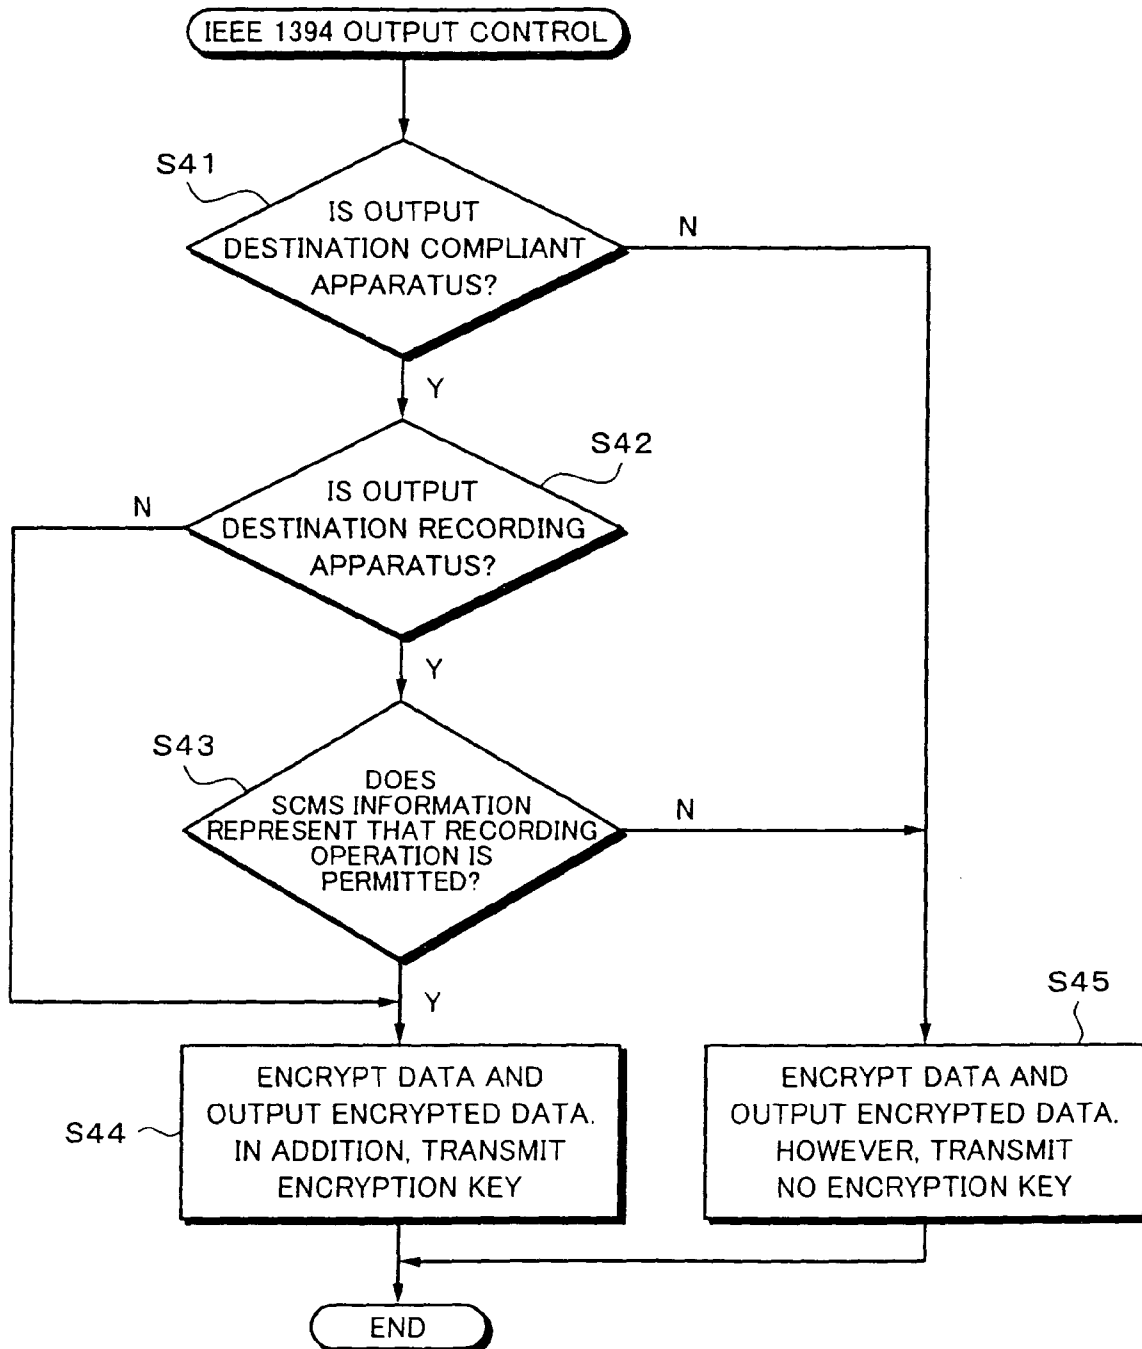 IEEE 1394 OUTPUT CONTROL
S41
IS OUTPUT
DESTINATION COMPLIANT
APPARATUS?
N
Y
S42
IS OUTPUT
DESTINATION RECORDING
APPARATUS?
N
Y
S43
DOES
SCMS INFORMATION
REPRESENT THAT RECORDING
OPERATION IS
PERMITTED?
N
Y
S44
ENCRYPT DATA AND
OUTPUT ENCRYPTED DATA.
IN ADDITION, TRANSMIT
ENCRYPTION KEY
S45
ENCRYPT DATA AND
OUTPUT ENCRYPTED DATA.
HOWEVER, TRANSMIT
NO ENCRYPTION KEY
END